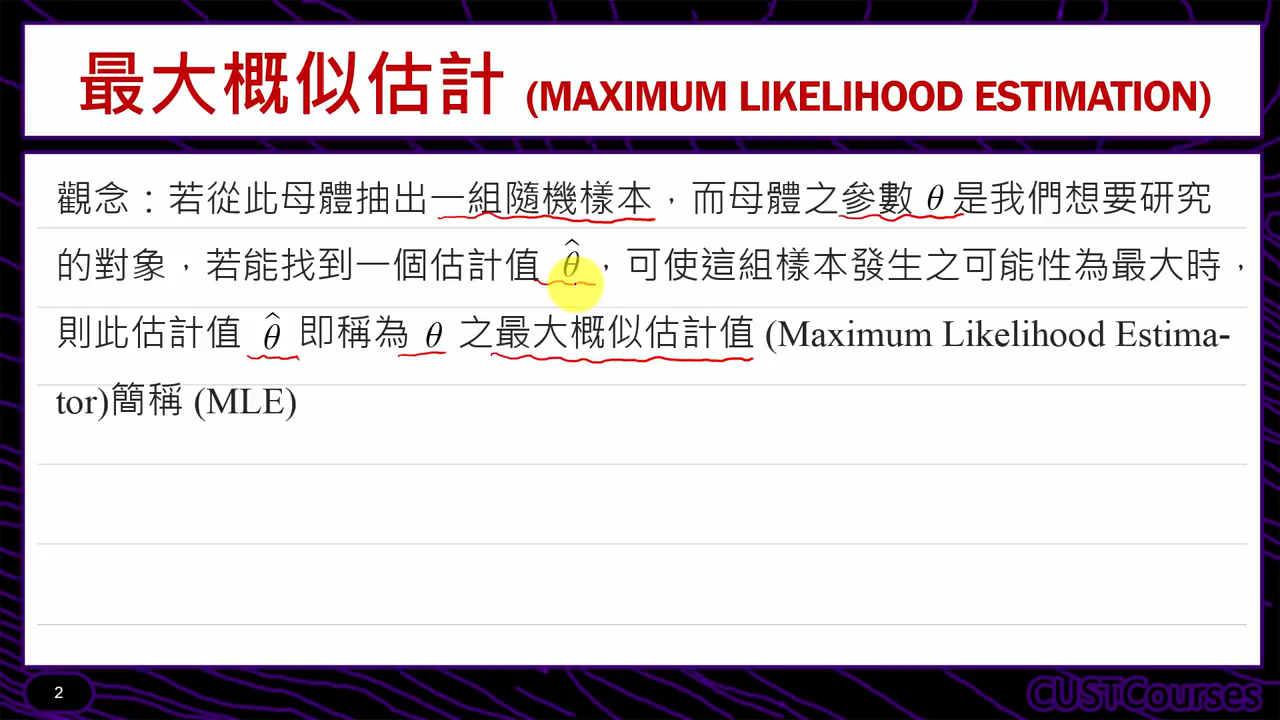 最大概似估計 (MAXIMUM LIKELIHOOD ESTIMATION)
觀念：若從此母體抽出一組隨機樣本，而母體之參數 θ 是我們想要研究
的對象，若能找到一個估計值 θ̂ ，可使這組樣本發生之可能性為最大時，
則此估計值 θ̂ 即稱為 θ 之最大概似估計值 (Maximum Likelihood Estima-
tor)簡稱 (MLE)
2
CUSTCourses